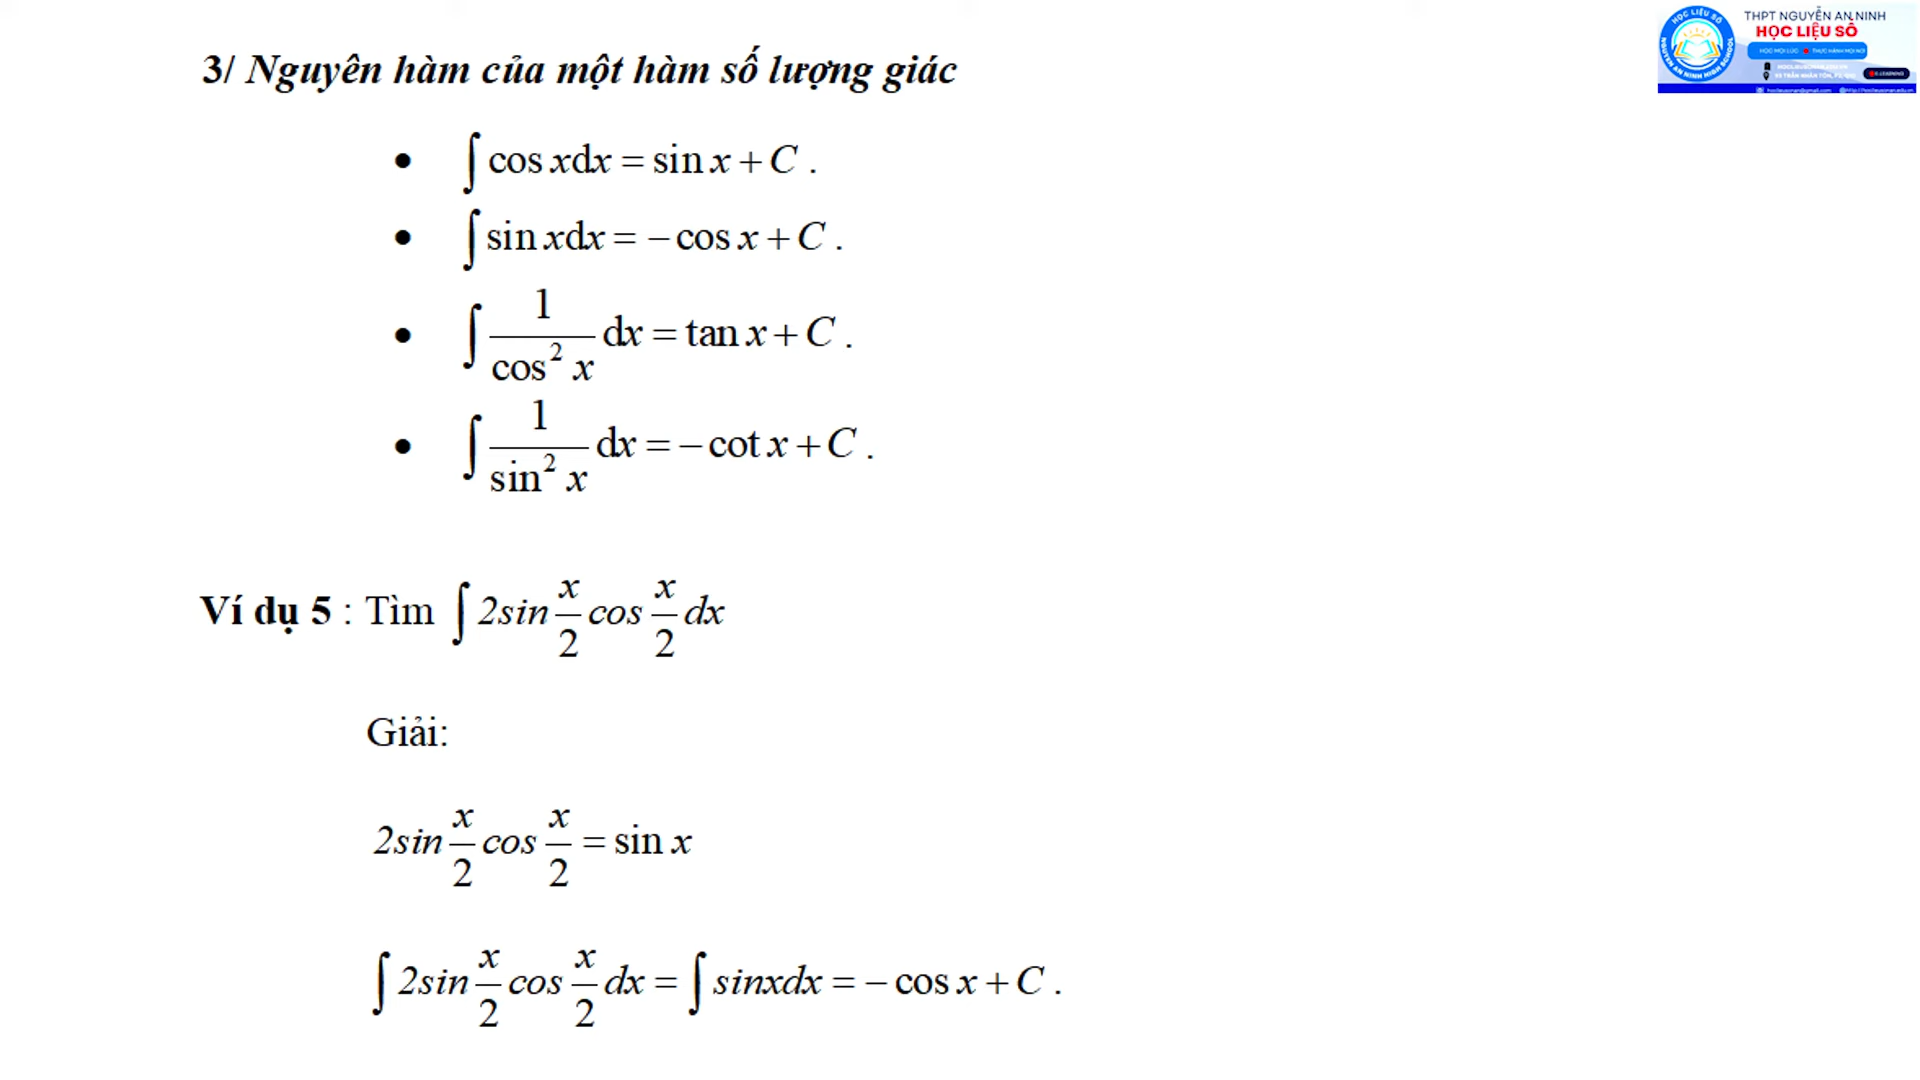 THPT NGUYỄN AN NINH
HỌC LIỆU SỐ
3/ Nguyên hàm của một hàm số lượng giác
• ∫ cos xdx = sin x + C .
• ∫ sin xdx = − cos x + C .
• ∫ 1/cos² x dx = tan x + C .
• ∫ 1/sin² x dx = − cot x + C .
Ví dụ 5 : Tìm ∫ 2sin x/2 cos x/2 dx
Giải:
2sin x/2 cos x/2 = sin x
∫ 2sin x/2 cos x/2 dx = ∫ sinxdx = − cos x + C .